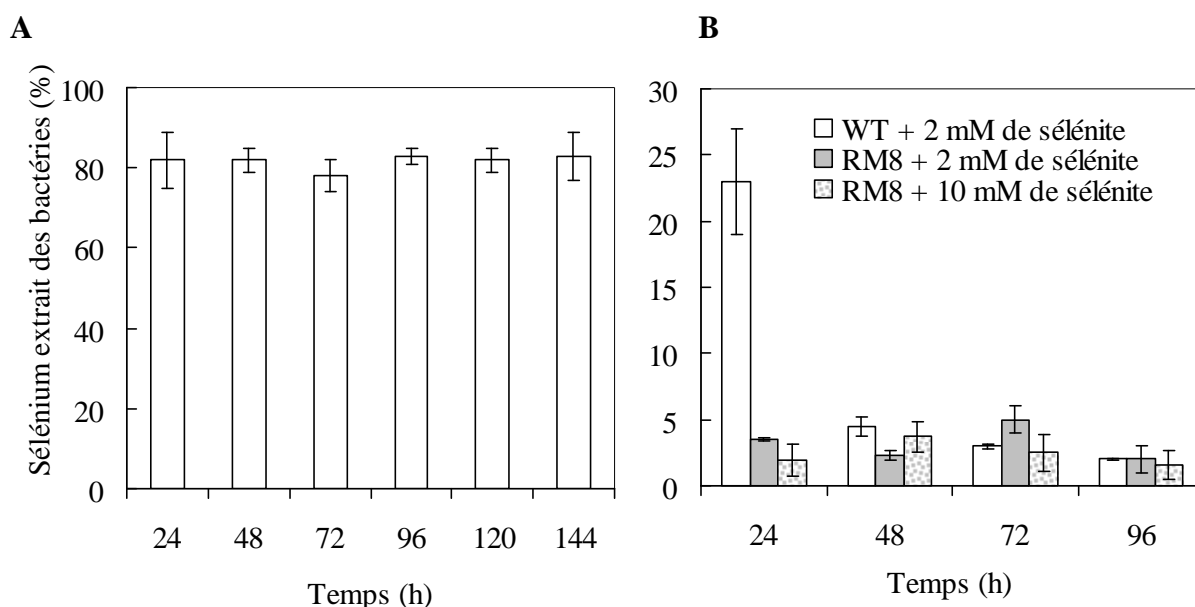 A
Sélénium extrait des bactéries (%)
100
80
60
40
20
0
24 48 72 96 120 144
Temps (h)
B
30
25
20
15
10
5
0
WT + 2 mM de sélénite
RM8 + 2 mM de sélénite
RM8 + 10 mM de sélénite
24 48 72 96
Temps (h)